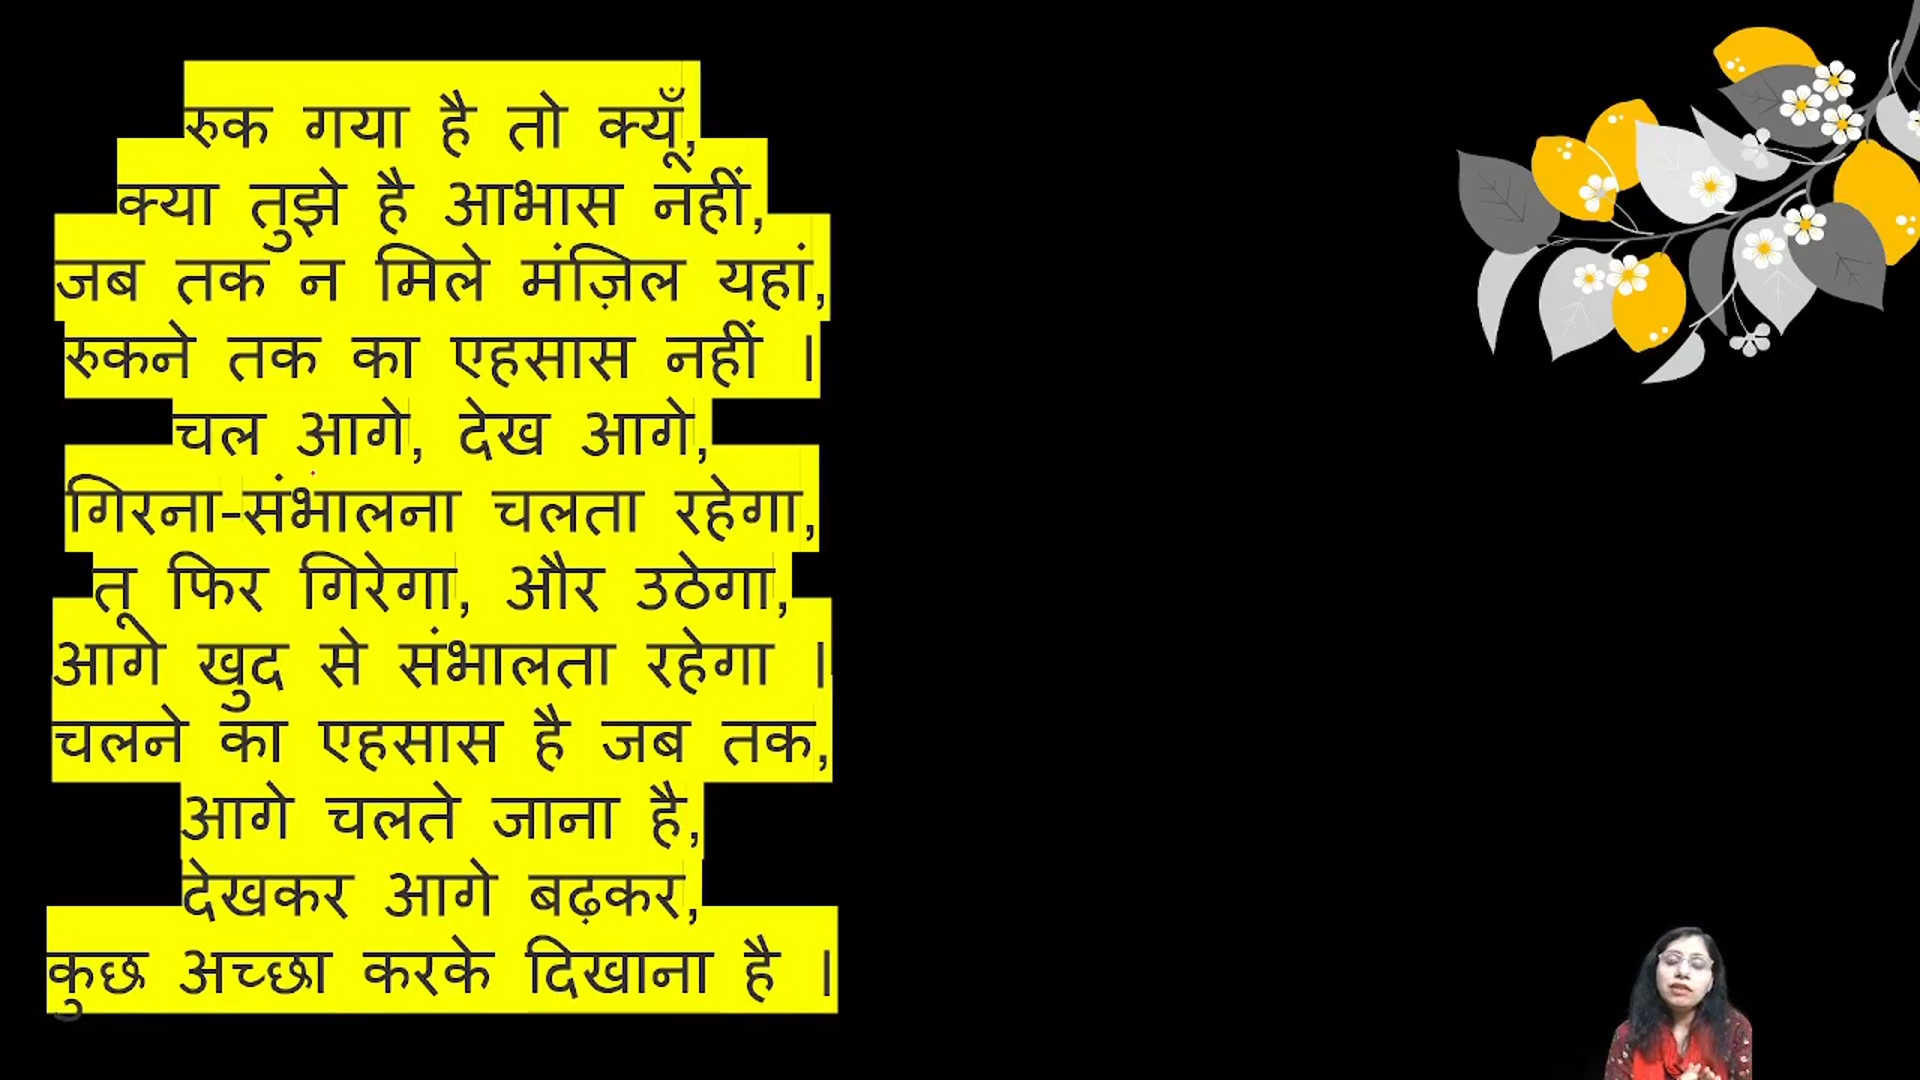 रुक गया है तो क्यूँ,
क्या तुझे है आभास नहीं,
जब तक न मिले मंज़िल यहां,
रुकने तक का एहसास नहीं ।
चल आगे, देख आगे,
गिरना-संभालना चलता रहेगा,
तू फिर गिरेगा, और उठेगा,
आगे खुद से संभालता रहेगा ।
चलने का एहसास है जब तक,
आगे चलते जाना है,
देखकर आगे बढ़कर,
कुछ अच्छा करके दिखाना है ।